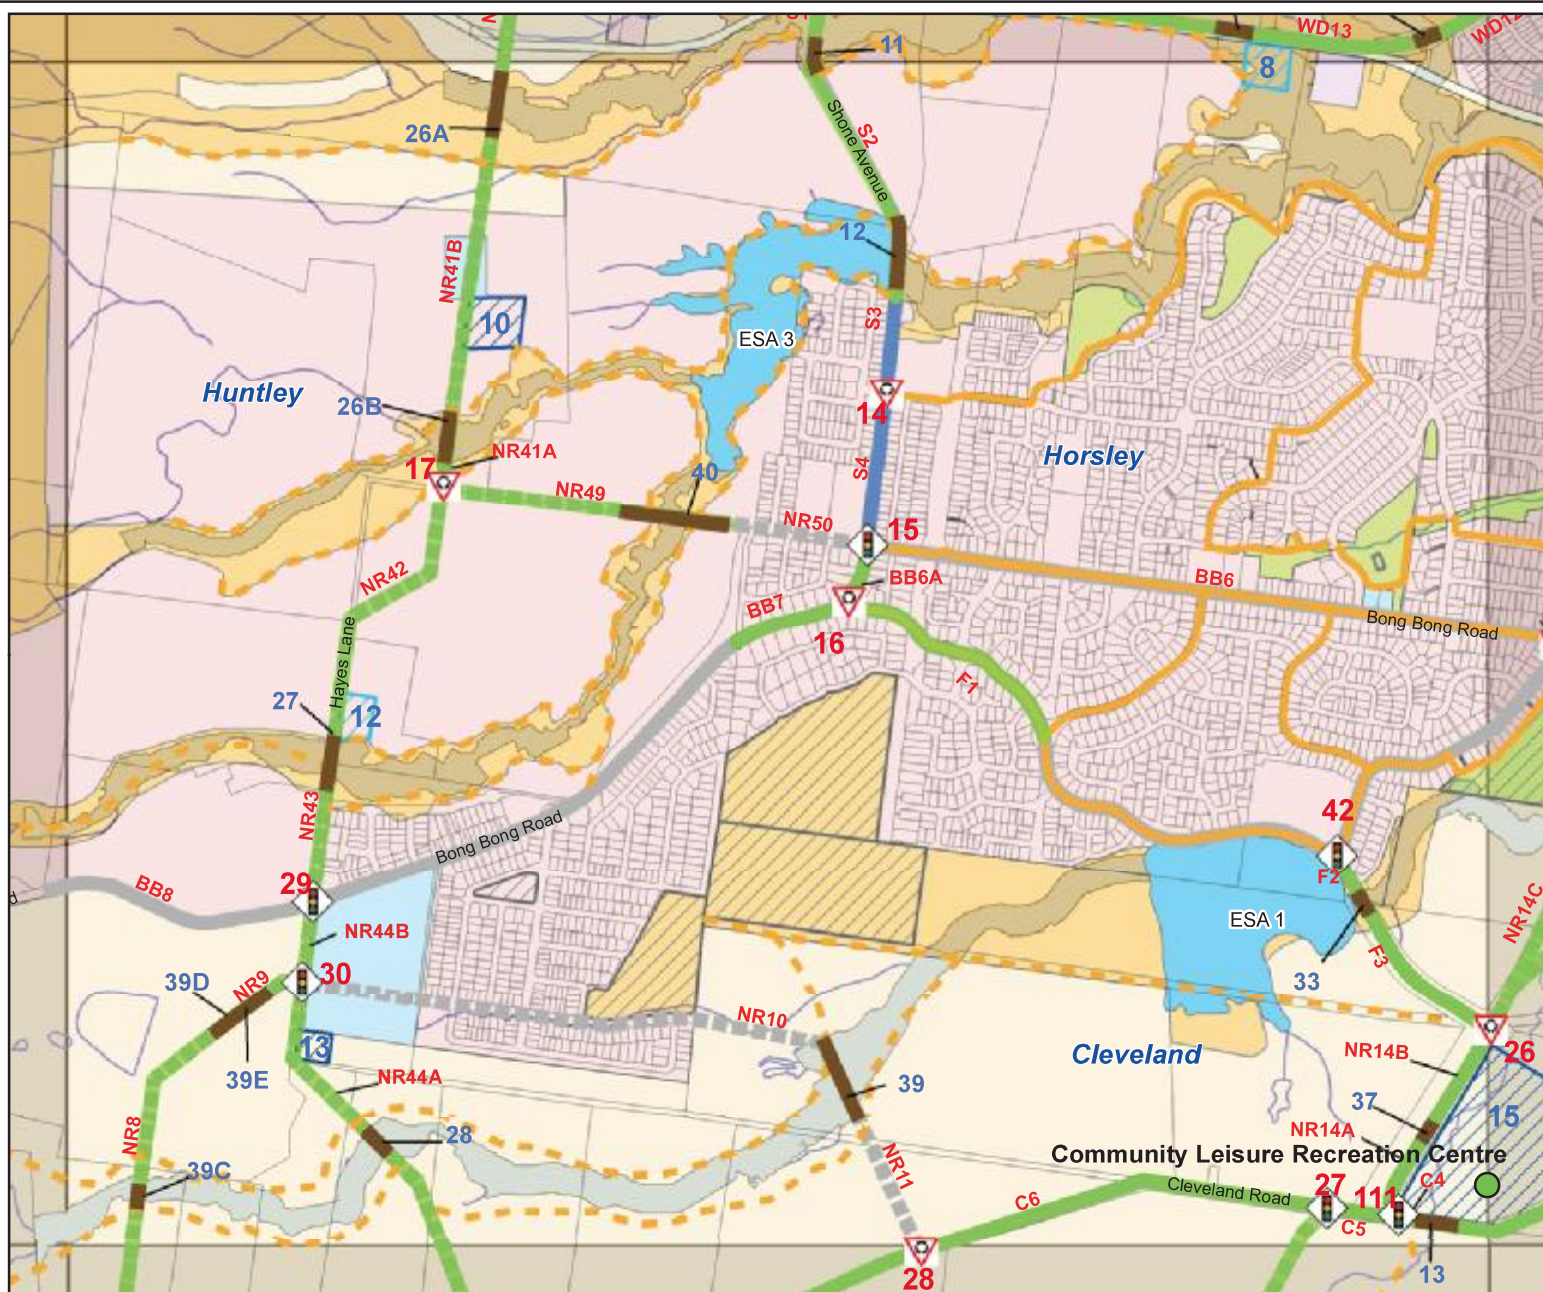 WD13
WD12
11
8
S2
26A
Shone Avenue
12
NR41B
10
S3
ESA 3
Huntley
26B
14
Horsley
NR41A
17
40
S4
NR49
NR50
15
BB6A
BB6
NR42
BB7
Bong Bong Road
16
Hayes Lane
F1
27
12
NR43
42
Bong Bong Road
F2
29
BB8
d
NR14C
NR44B
ESA 1
F3
30
39D
NR9
33
NR10
13
Cleveland
NR14B
26
39E
NR44A
39
37
15
NR8
28
NR14A
Community Leisure Recreation Centre
39C
NR11
Cleveland Road
27
111
C4
C6
C5
28
13